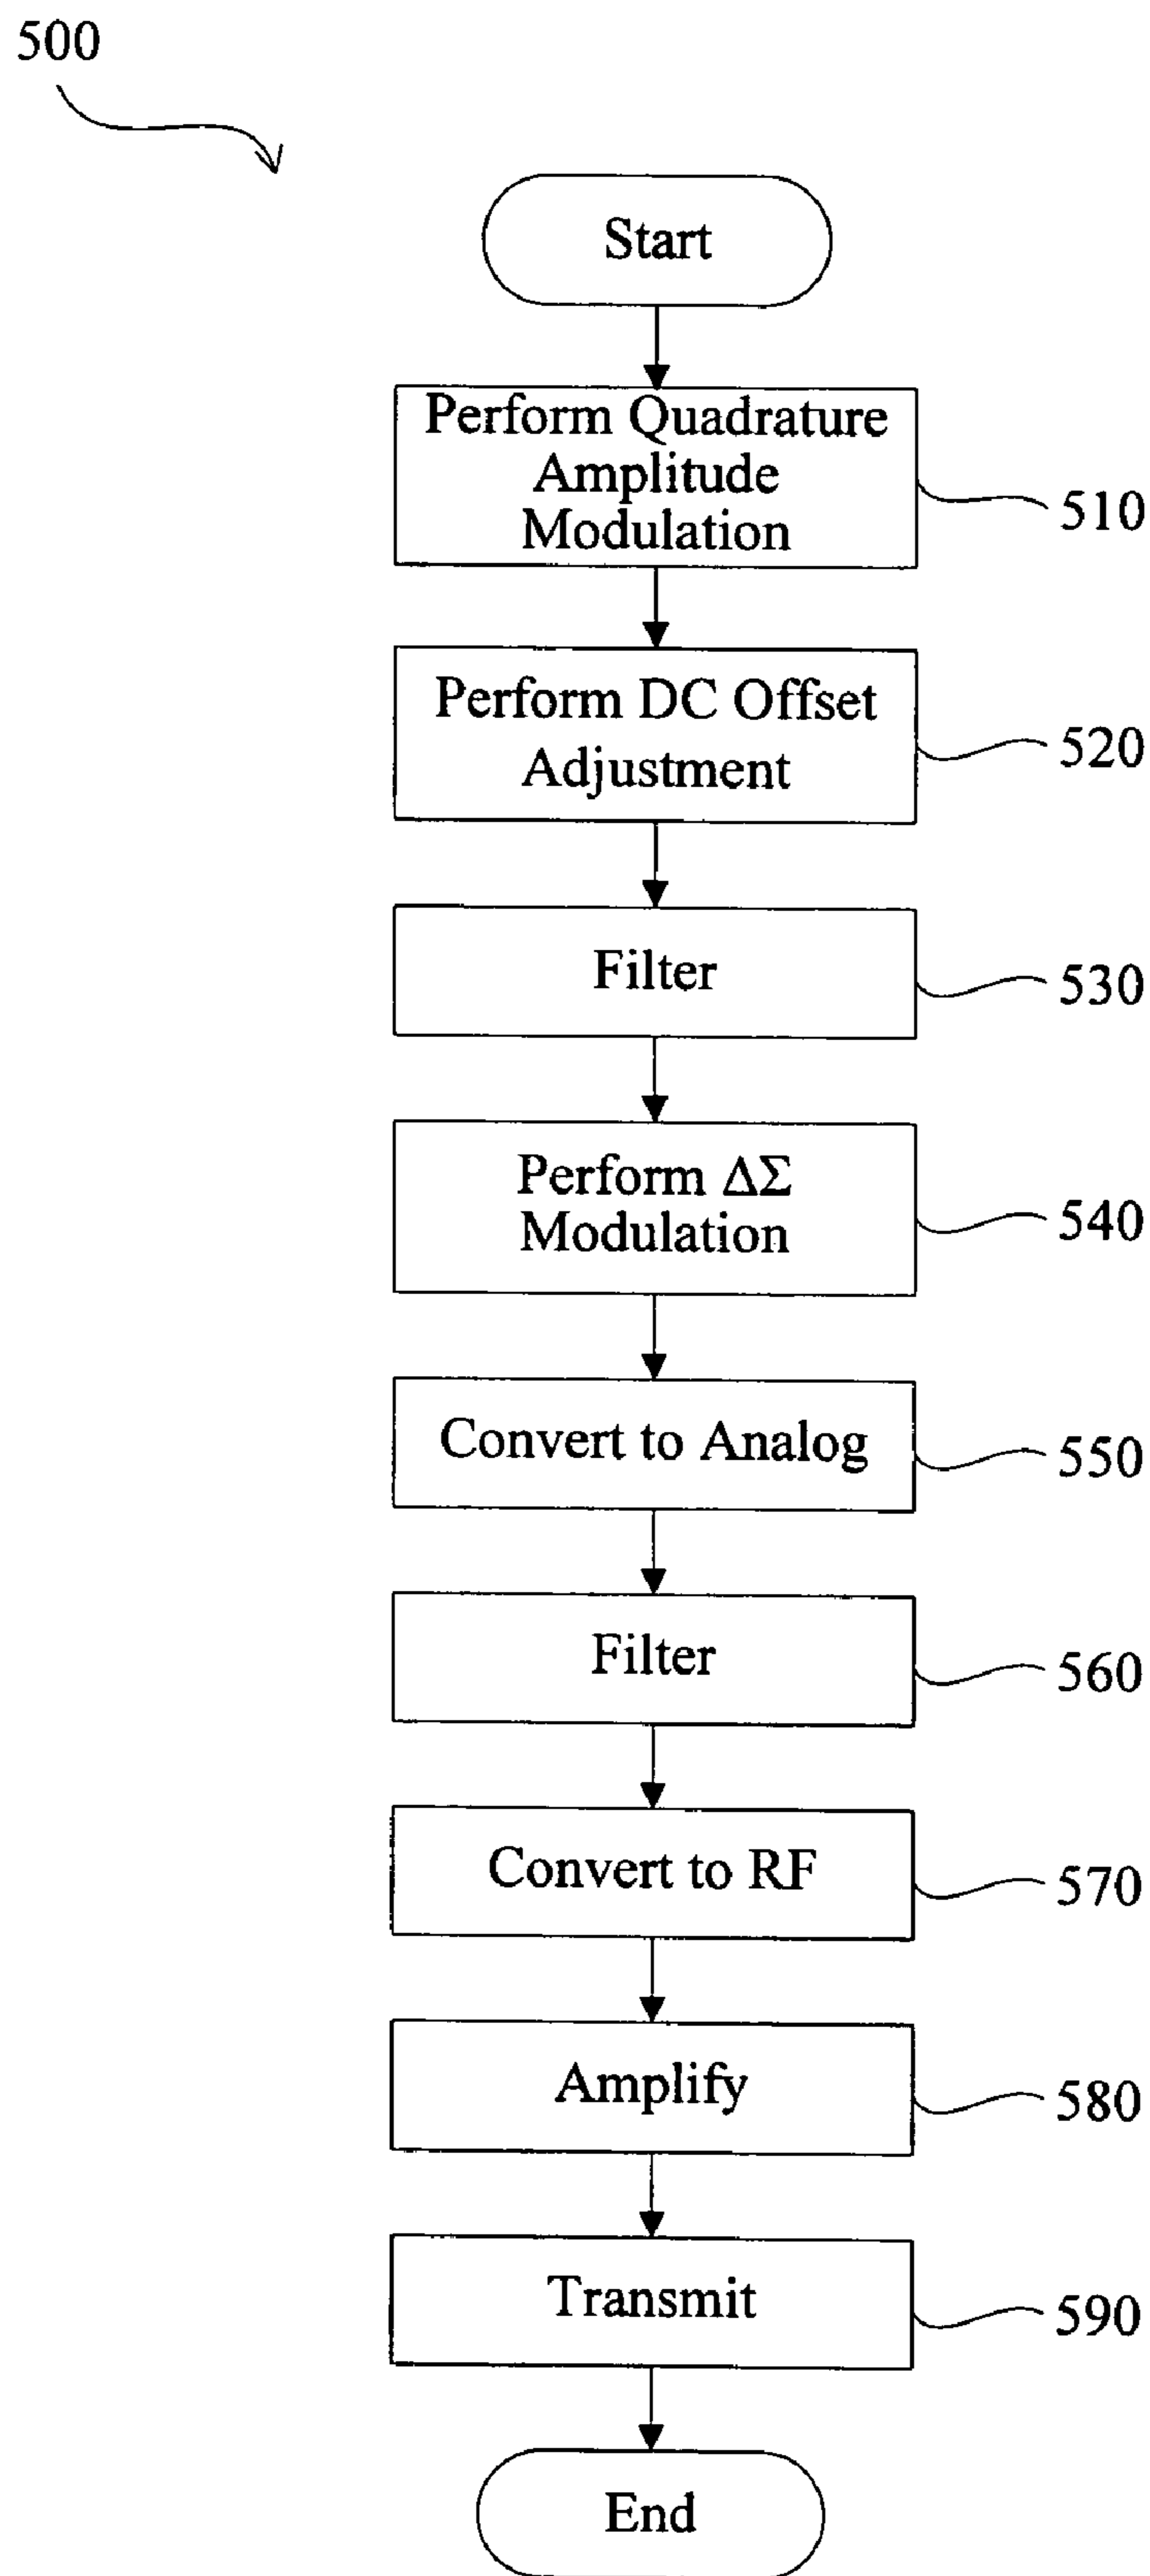 500
Start
Perform Quadrature
Amplitude
Modulation
510
Perform DC Offset
Adjustment
520
Filter
530
Perform ΔΣ
Modulation
540
Convert to Analog
550
Filter
560
Convert to RF
570
Amplify
580
Transmit
590
End